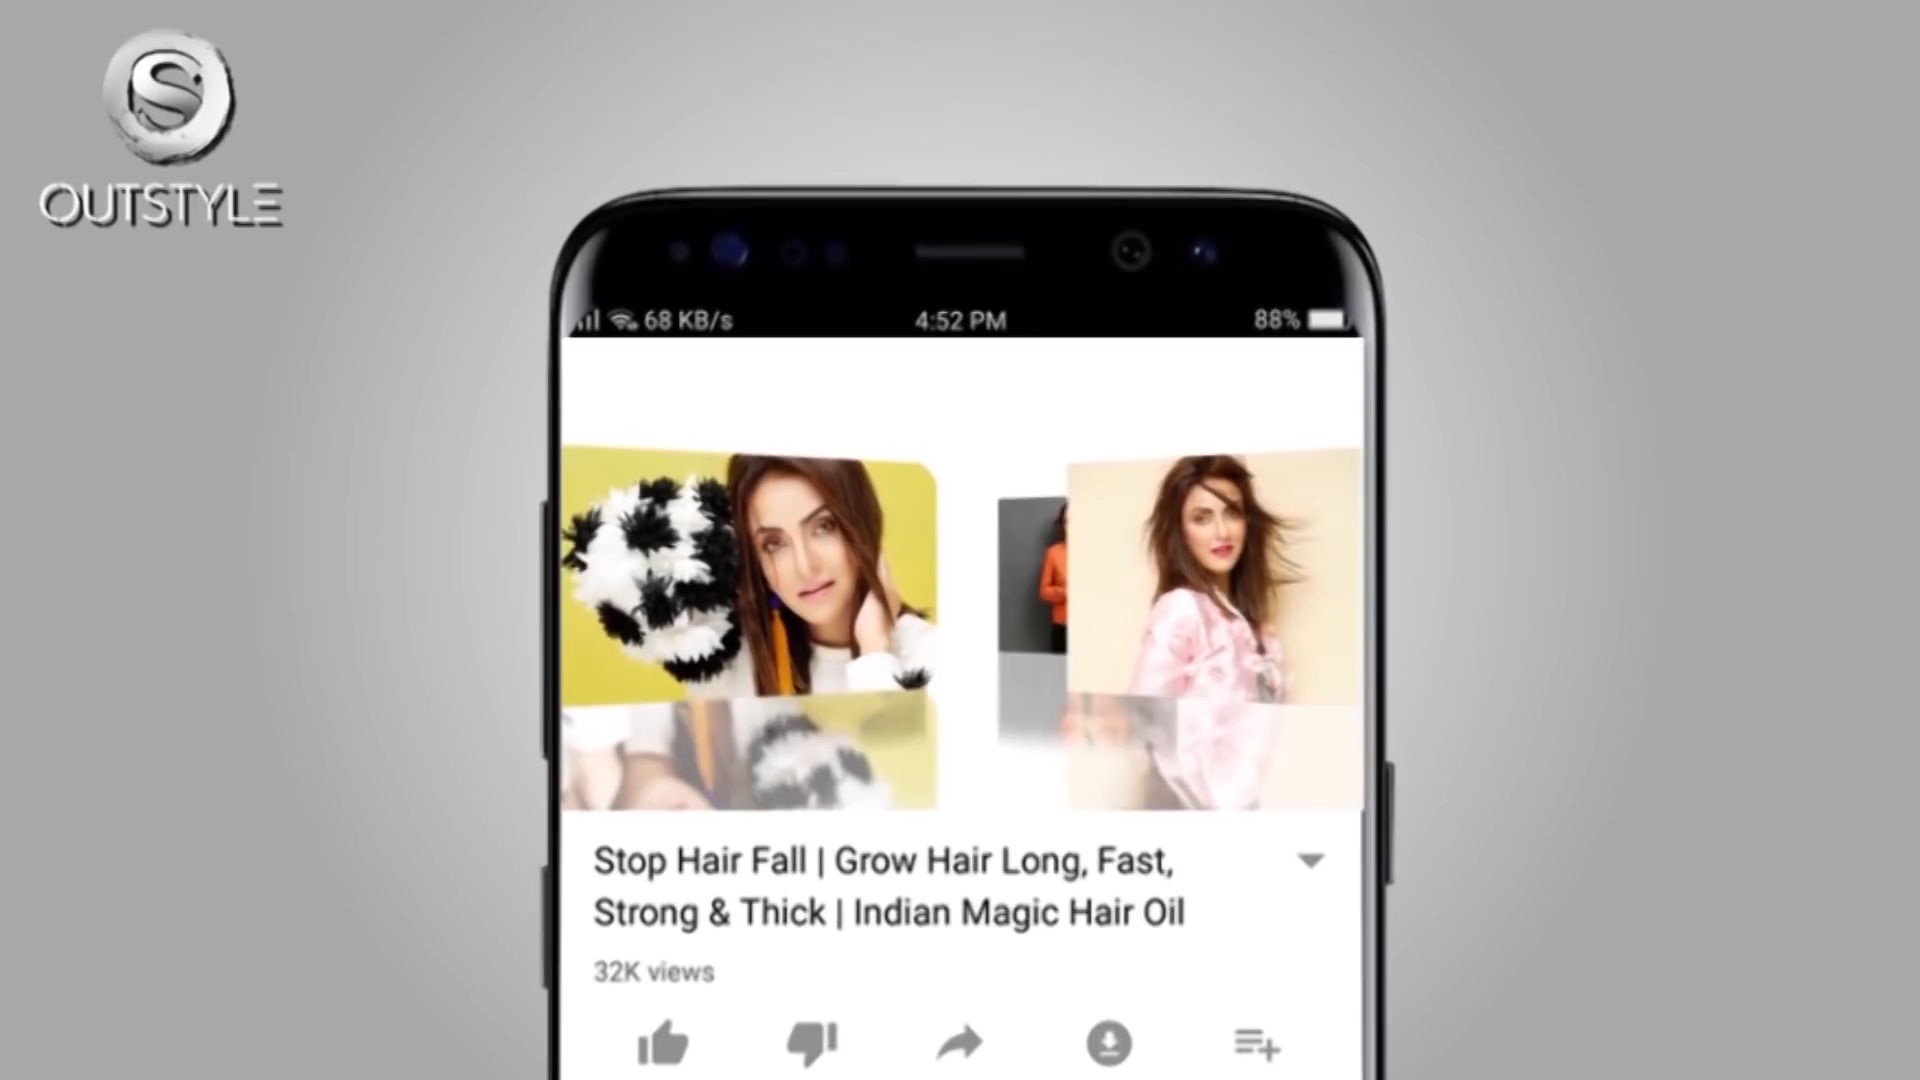 S
OUTSTYLE
68 KB/s
4:52 PM
88%
Stop Hair Fall | Grow Hair Long, Fast,
Strong & Thick | Indian Magic Hair Oil
32K views